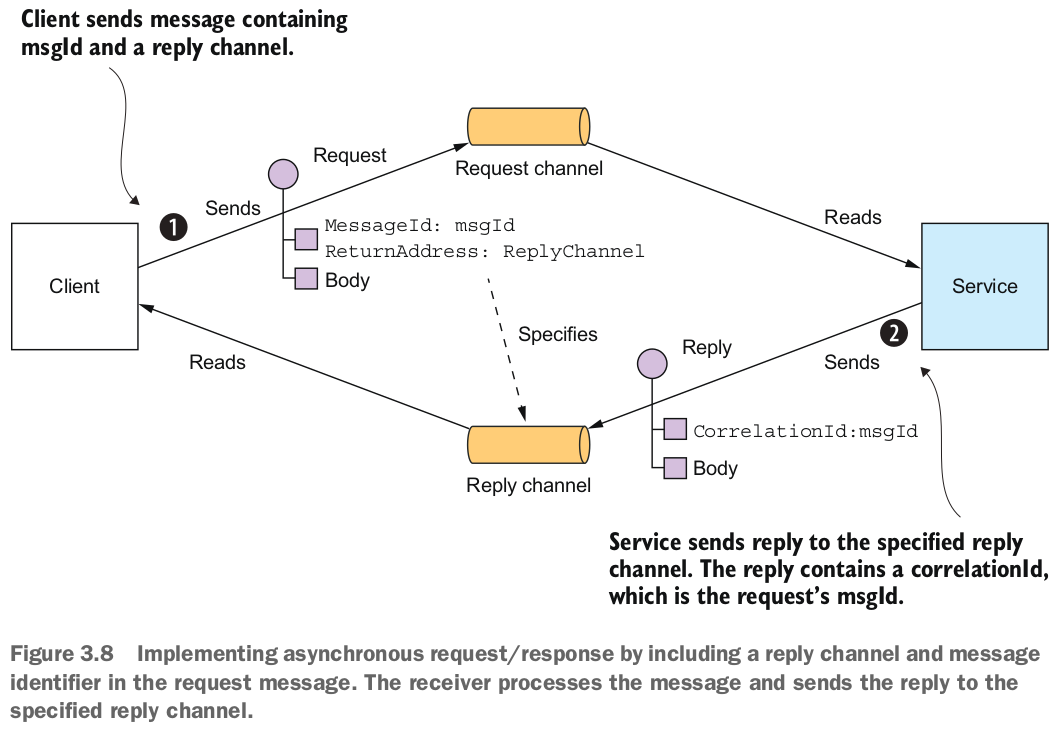 Client sends message containing
msgId and a reply channel.
Request
Request channel
Sends
1
MessageId: msgId
ReturnAddress: ReplyChannel
Body
Reads
Client
Service
Specifies
2
Reads
Reply
Sends
CorrelationId:msgId
Body
Reply channel
Service sends reply to the specified reply
channel. The reply contains a correlationId,
which is the request's msgId.
Figure 3.8 Implementing asynchronous request/response by including a reply channel and message
identifier in the request message. The receiver processes the message and sends the reply to the
specified reply channel.